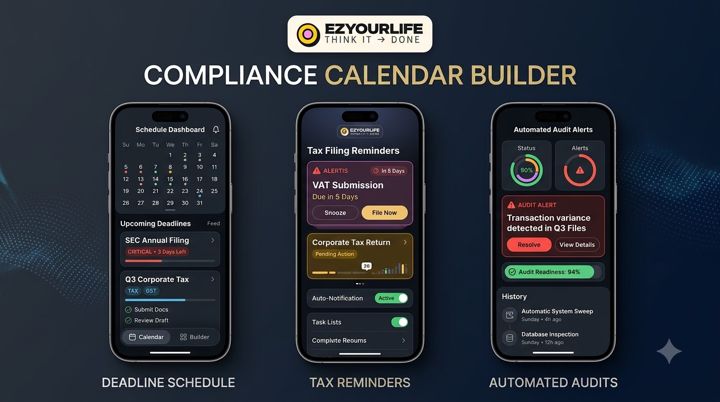 EZYOURLIFE
THINK IT → DONE
COMPLIANCE CALENDAR BUILDER
Schedule Dashboard
Su Mo Tu We Th Fr Sa
1 2 3 4
5 6 7 8 9 10 11
12 13 14 15 16 17 18
19 20 21 22 23 24 25
26 27 28 29 30 31
Upcoming Deadlines Feed
SEC Annual Filing
CRITICAL • 3 Days Left
Q3 Corporate Tax
TAX GST
Submit Docs
Review Draft
Calendar Builder
DEADLINE SCHEDULE
EZYOURLIFE
Tax Filing Reminders
ALERTIS In 5 Days
VAT Submission
Due in 5 Days
Snooze File Now
Corporate Tax Return
Pending Action
26
Auto-Notification Active
Task Lists
Complvte Reoums
TAX REMINDERS
Automated Audit Alerts
Status Alerts
90%
AUDIT ALERT
Transaction variance
detected in Q3 Files
Resolve View Details
Audit Readiness: 94%
History
Automatic System Sweep
Sunday • 4h ago
Database Inspection
Sunday • 12h ago
AUTOMATED AUDITS